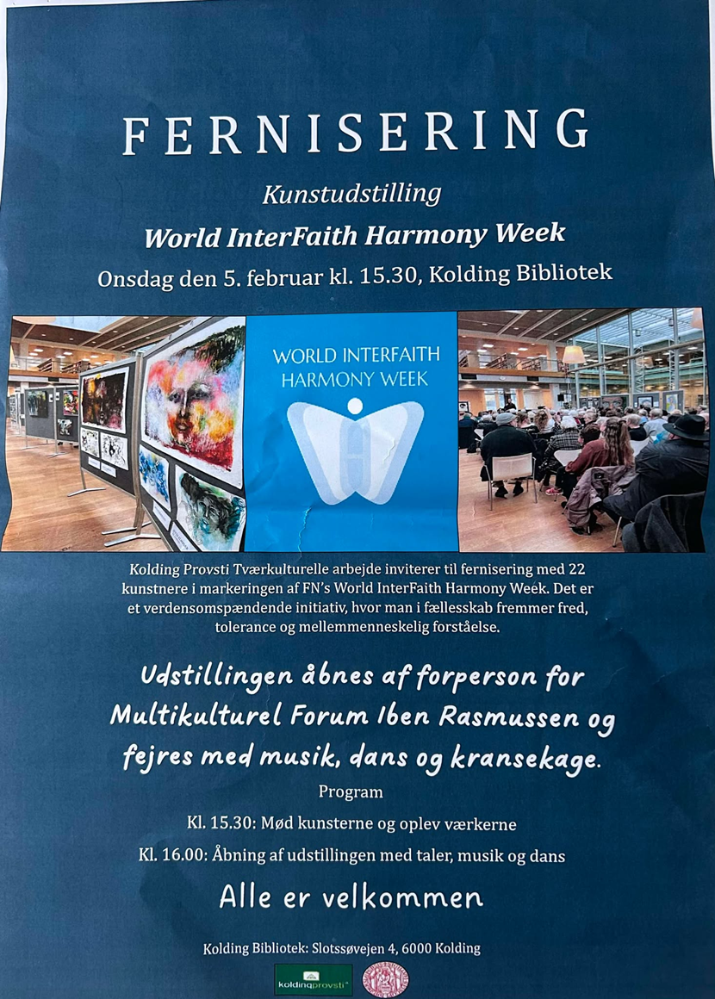 FERNISERING
Kunstudstilling
World InterFaith Harmony Week
Onsdag den 5. februar kl. 15.30, Kolding Bibliotek
WORLD INTERFAITH
HARMONY WEEK
Kolding Provsti Tværkulturelle arbejde inviterer til fernisering med 22
kunstnere i markeringen af FN's World InterFaith Harmony Week. Det er
et verdensomspændende initiativ, hvor man i fællesskab fremmer fred,
tolerance og mellemmenneskelig forståelse.
Udstillingen åbnes af forperson for
Multikulturel Forum Iben Rasmussen og
fejres med musik, dans og kransekage.
Program
Kl. 15.30: Mød kunsterne og oplev værkerne
Kl. 16.00: Åbning af udstillingen med taler, musik og dans
Alle er velkommen
Kolding Bibliotek: Slotssøvejen 4, 6000 Kolding
koldingprovsti